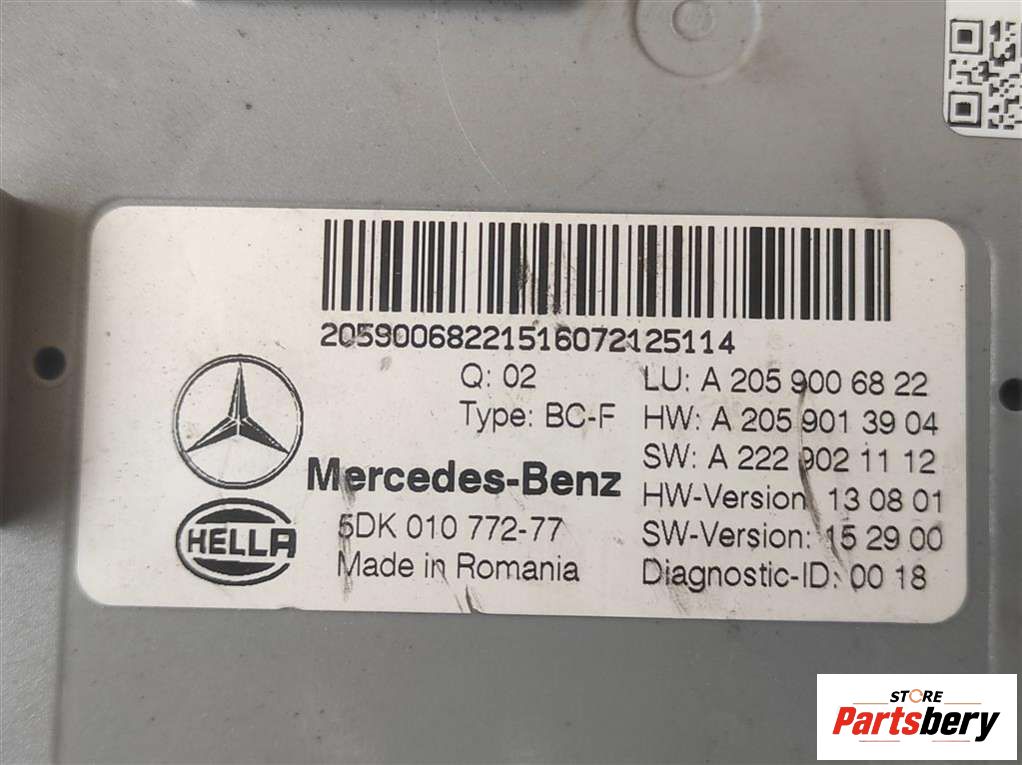 20590068221516072125114
Q: 02
LU: A 205 900 68 22
Type: BC-F
HW: A 205 901 39 04
SW: A 222 902 11 12
Mercedes-Benz
HW-Version: 13 08 01
HELLA
5DK 010 772-77
SW-Version: 15 29 00
Made in Romania
Diagnostic-ID: 00 18
STORE
Partsbery